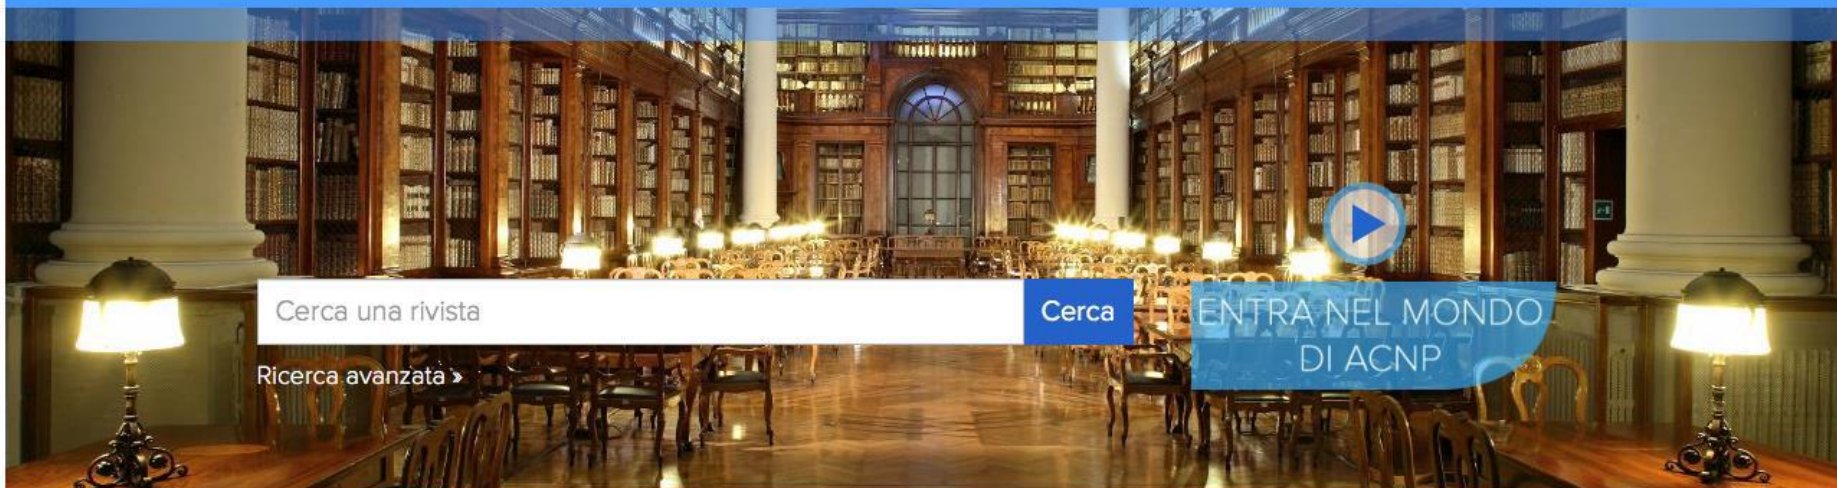 Cerca una rivista
Cerca
Ricerca avanzata »
ENTRA NEL MONDO
DI ACNP